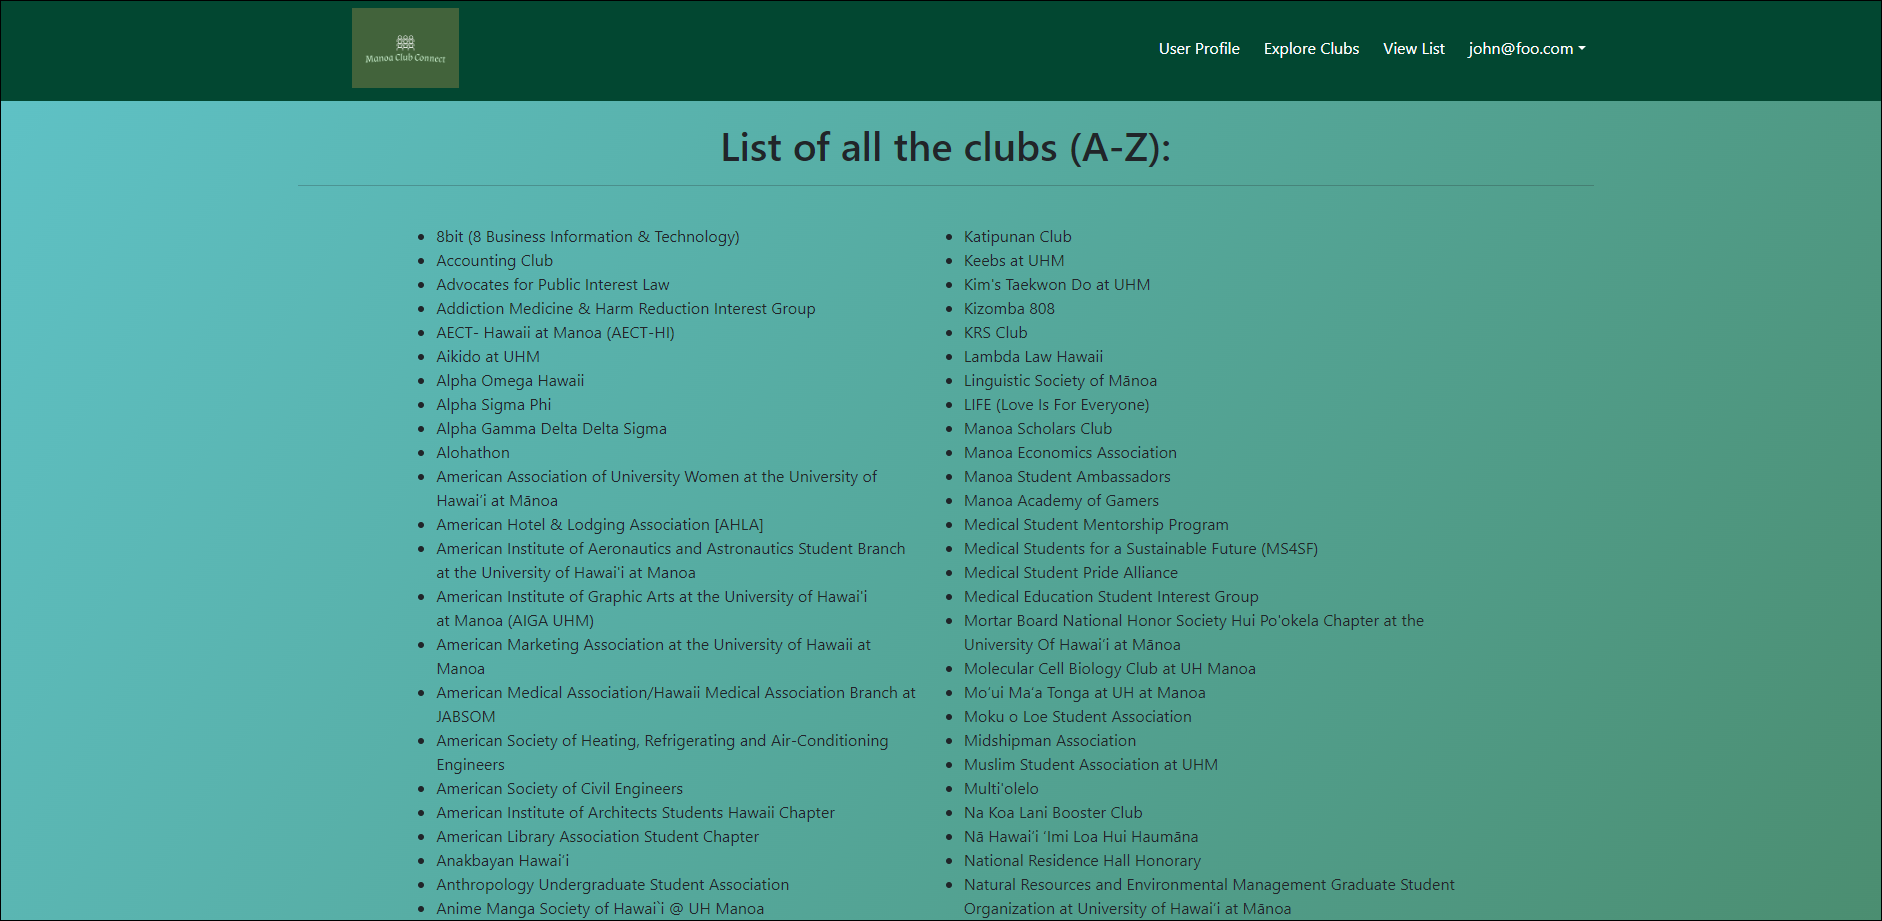 Manoa Club Connect
User Profile
Explore Clubs
View List
john@foo.com
List of all the clubs (A-Z):
8bit (8 Business Information & Technology)
Accounting Club
Advocates for Public Interest Law
Addiction Medicine & Harm Reduction Interest Group
AECT- Hawaii at Manoa (AECT-HI)
Aikido at UHM
Alpha Omega Hawaii
Alpha Sigma Phi
Alpha Gamma Delta Delta Sigma
Alohathon
American Association of University Women at the University of
Hawaiʻi at Mānoa
American Hotel & Lodging Association [AHLA]
American Institute of Aeronautics and Astronautics Student Branch
at the University of Hawai'i at Manoa
American Institute of Graphic Arts at the University of Hawai'i
at Manoa (AIGA UHM)
American Marketing Association at the University of Hawaii at
Manoa
American Medical Association/Hawaii Medical Association Branch at
JABSOM
American Society of Heating, Refrigerating and Air-Conditioning
Engineers
American Society of Civil Engineers
American Institute of Architects Students Hawaii Chapter
American Library Association Student Chapter
Anakbayan Hawaiʻi
Anthropology Undergraduate Student Association
Anime Manga Society of Hawai`i @ UH Manoa
Katipunan Club
Keebs at UHM
Kim's Taekwon Do at UHM
Kizomba 808
KRS Club
Lambda Law Hawaii
Linguistic Society of Mānoa
LIFE (Love Is For Everyone)
Manoa Scholars Club
Manoa Economics Association
Manoa Student Ambassadors
Manoa Academy of Gamers
Medical Student Mentorship Program
Medical Students for a Sustainable Future (MS4SF)
Medical Student Pride Alliance
Medical Education Student Interest Group
Mortar Board National Honor Society Hui Po'okela Chapter at the
University Of Hawaiʻi at Mānoa
Molecular Cell Biology Club at UH Manoa
Moʻui Maʻa Tonga at UH at Manoa
Moku o Loe Student Association
Midshipman Association
Muslim Student Association at UHM
Multi'olelo
Na Koa Lani Booster Club
Nā Hawaiʻi ʻImi Loa Hui Haumāna
National Residence Hall Honorary
Natural Resources and Environmental Management Graduate Student
Organization at University of Hawaiʻi at Mānoa